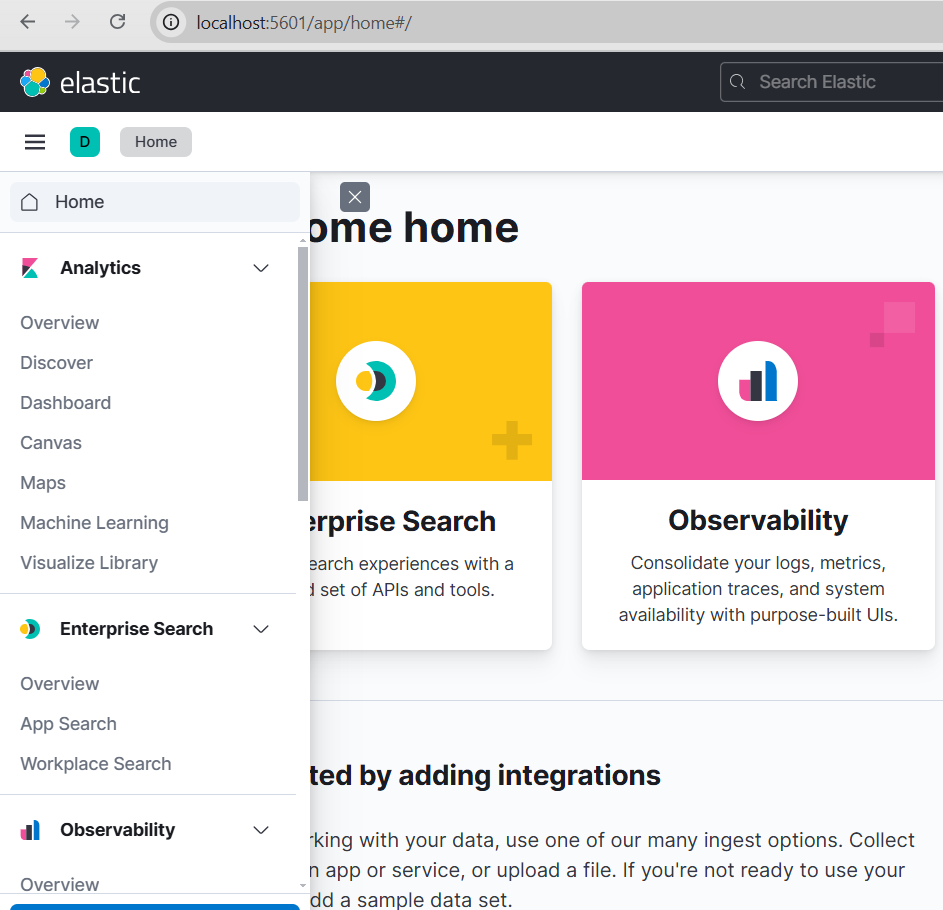 localhost:5601/app/home#/
elastic
Search Elastic
D
Home
Home
ome home
Analytics
Overview
Discover
Dashboard
Canvas
Maps
Machine Learning
Visualize Library
Enterprise Search
Overview
App Search
Workplace Search
Observability
Overview
erprise Search
earch experiences with a
d set of APIs and tools.
Observability
Consolidate your logs, metrics,
application traces, and system
availability with purpose-built UIs.
ted by adding integrations
rking with your data, use one of our many ingest options. Collect
n app or service, or upload a file. If you're not ready to use your
dd a sample data set.